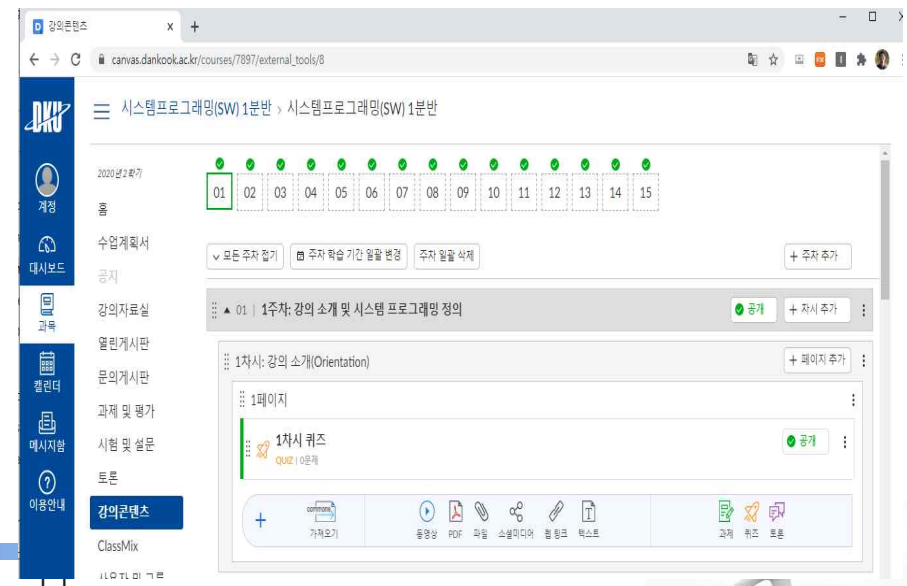 강의콘텐츠
canvas.dankook.ac.kr/courses/7897/external_tools/8
DKU
시스템프로그래밍(SW) 1분반 > 시스템프로그래밍(SW) 1분반
계정
대시보드
과목
캘린더
메시지함
이용안내
2020년 2학기
홈
수업계획서
공지
강의자료실
열린게시판
문의게시판
과제 및 평가
시험 및 설문
토론
강의콘텐츠
ClassMix
사용자 및 그룹
01 02 03 04 05 06 07 08 09 10 11 12 13 14 15
모든 주차 접기 주차 학습 기간 일괄 변경 주차 일괄 삭제 + 주차 추가
01 | 1주차: 강의 소개 및 시스템 프로그래밍 정의 공개 + 차시 추가
1차시: 강의 소개(Orientation) + 페이지 추가
1페이지
1차시 퀴즈 공개
QUIZ | 0문제
commons
가져오기 동영상 PDF 파일 소셜미디어 웹 링크 텍스트 과제 퀴즈 토론